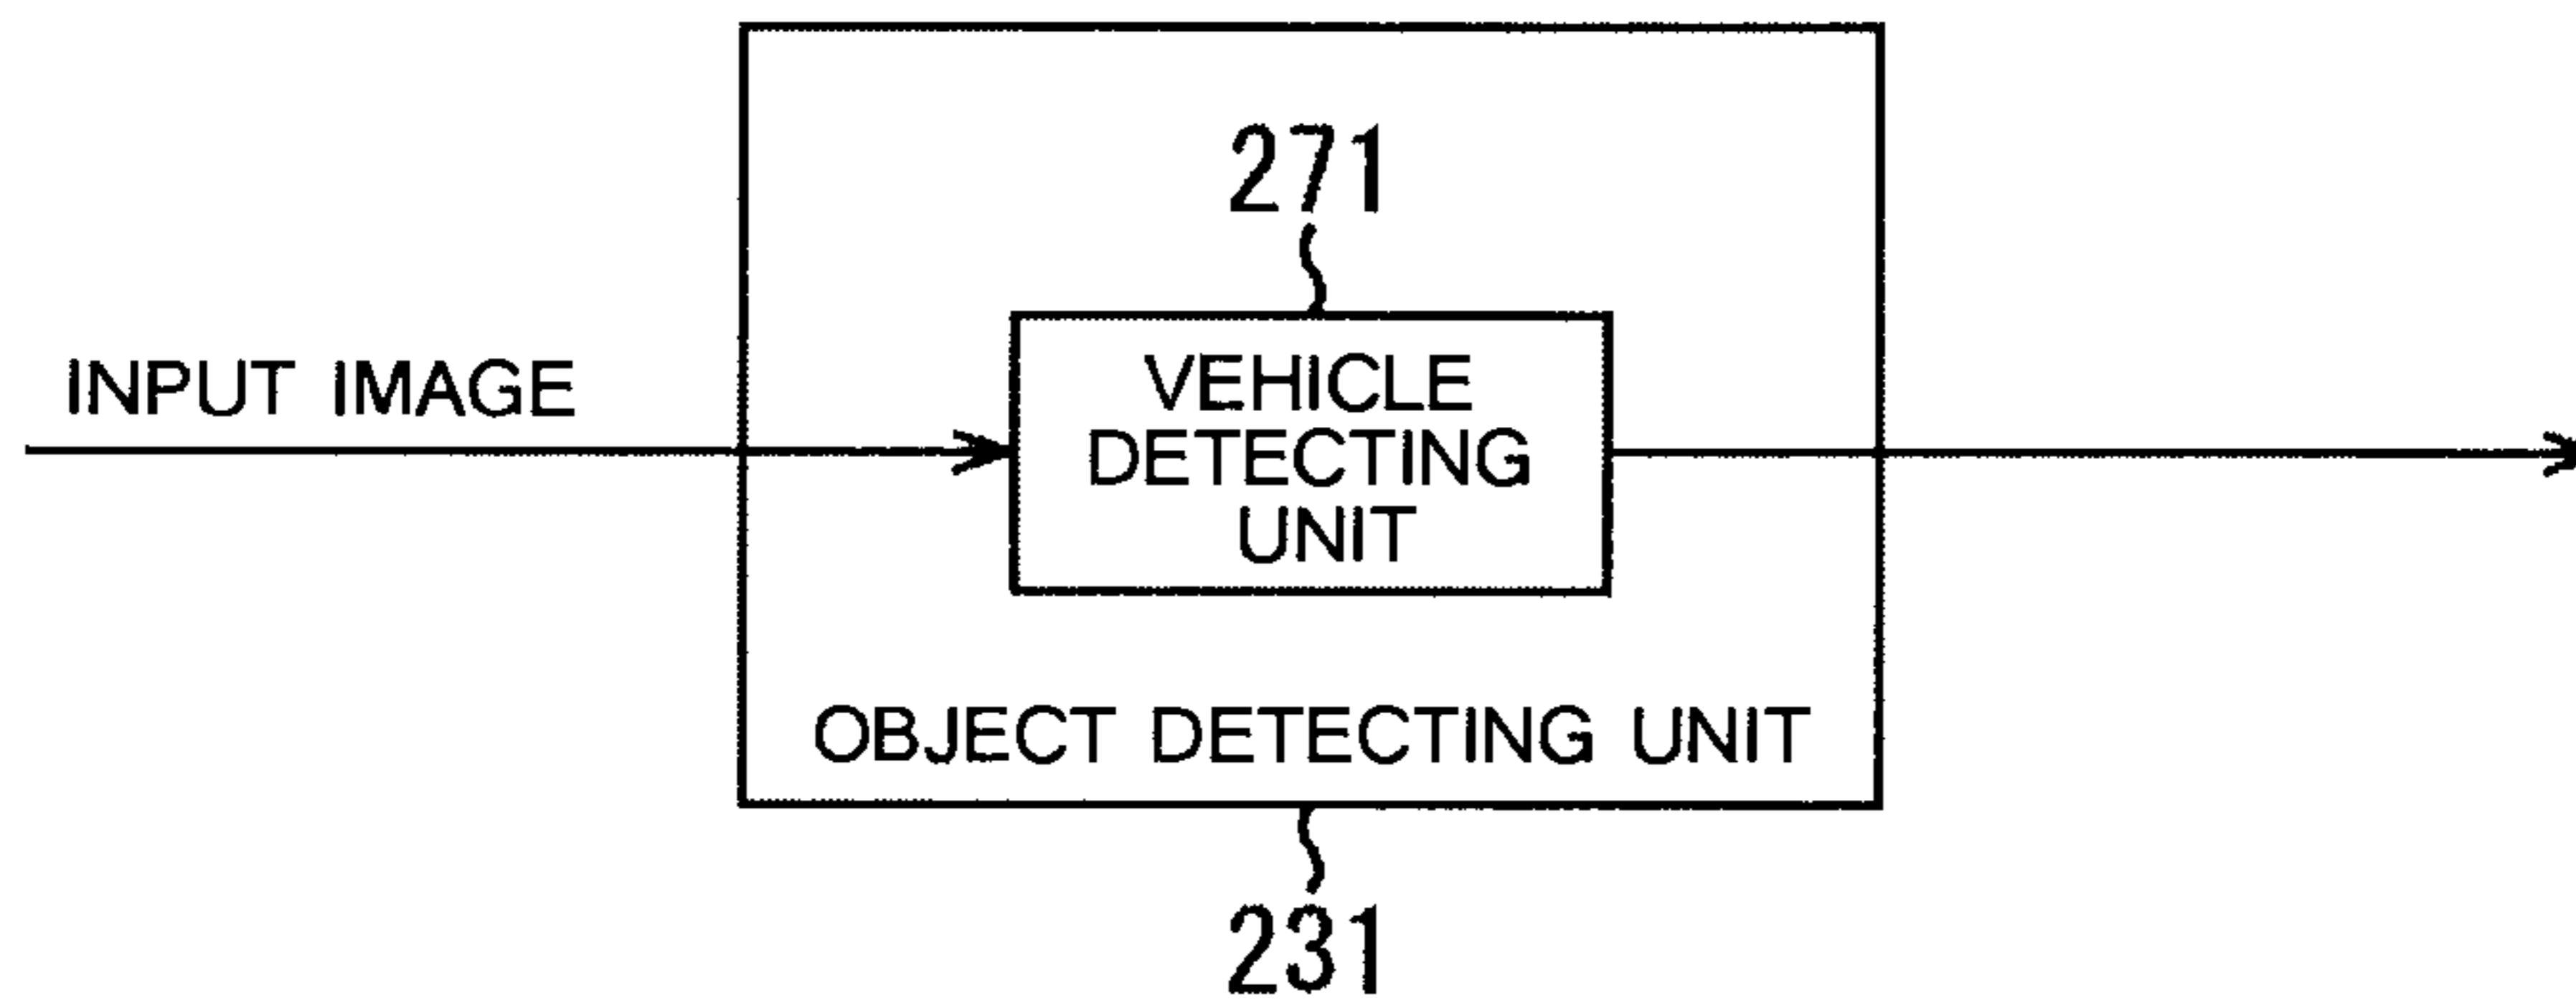 271
INPUT IMAGE
VEHICLE
DETECTING
UNIT
OBJECT DETECTING UNIT
231